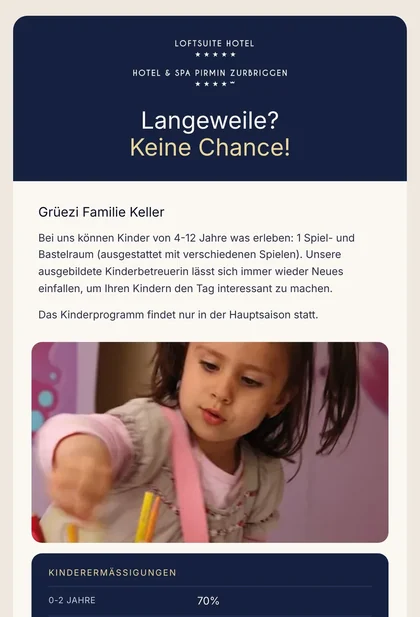 LOFTSUITE HOTEL
★★★★★
HOTEL & SPA PIRMIN ZURBRIGGEN
★★★★
Langeweile?
Keine Chance!
Grüezi Familie Keller
Bei uns können Kinder von 4-12 Jahre was erleben: 1 Spiel- und
Bastelraum (ausgestattet mit verschiedenen Spielen). Unsere
ausgebildete Kinderbetreuerin lässt sich immer wieder Neues
einfallen, um Ihren Kindern den Tag interessant zu machen.
Das Kinderprogramm findet nur in der Hauptsaison statt.
KINDERERMÄSSIGUNGEN
0-2 JAHRE 70%